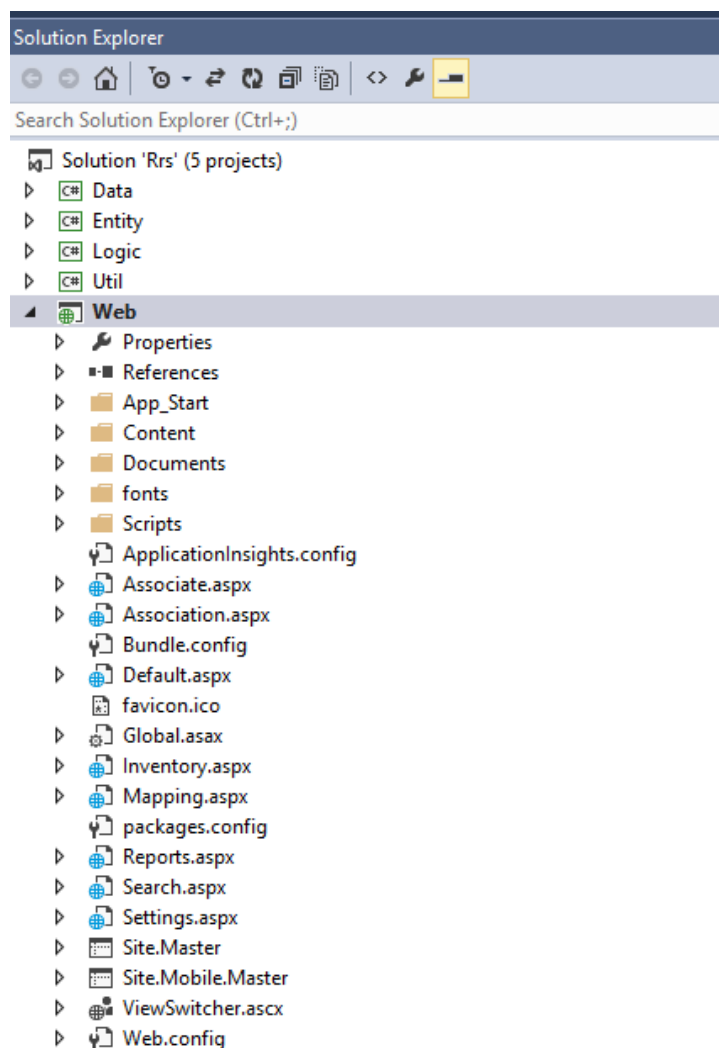 Solution Explorer
Search Solution Explorer (Ctrl+;)
Solution 'Rrs' (5 projects)
C# Data
C# Entity
C# Logic
C# Util
Web
Properties
References
App_Start
Content
Documents
fonts
Scripts
ApplicationInsights.config
Associate.aspx
Association.aspx
Bundle.config
Default.aspx
favicon.ico
Global.asax
Inventory.aspx
Mapping.aspx
packages.config
Reports.aspx
Search.aspx
Settings.aspx
Site.Master
Site.Mobile.Master
ViewSwitcher.ascx
Web.config